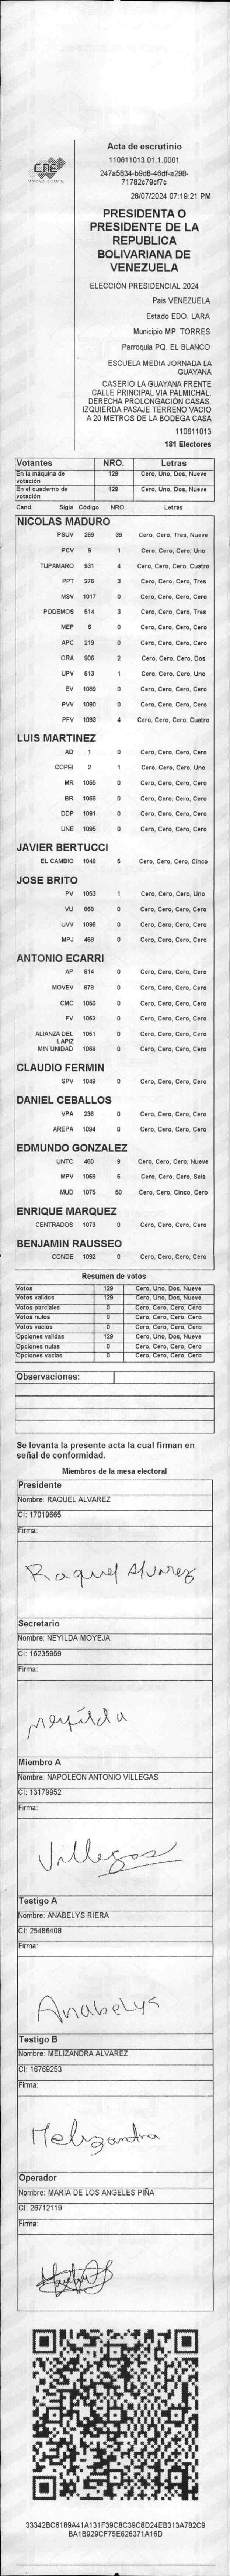 Acta de escrutinio
110611013.01.1.0001
247a5834-b9d8-46df-a298-
71782c79cf7c
28/07/2024 07:19:21 PM
CNE
PRESIDENTA O
PRESIDENTE DE LA
REPUBLICA
BOLIVARIANA DE
VENEZUELA
ELECCIÓN PRESIDENCIAL 2024
Pais VENEZUELA
Estado EDO. LARA
Municipio MP. TORRES
Parroquia PQ. EL BLANCO
ESCUELA MEDIA JORNADA LA
GUAYANA
CASERIO LA GUAYANA FRENTE
CALLE PRINCIPAL VIA PALMICHAL.
DERECHA PROLONGACIÓN CASAS.
IZQUIERDA PASAJE TERRENO VACIO
A 20 METROS DE LA BODEGA CASA
110611013
181 Electores
Votantes NRO. Letras
En la máquina de votación 129 Cero, Uno, Dos, Nueve
En el cuaderno de votación 129 Cero, Uno, Dos, Nueve
Cand. Sigla Código NRO. Letras
NICOLAS MADURO
PSUV 269 39 Cero, Cero, Tres, Nueve
PCV 9 1 Cero, Cero, Cero, Uno
TUPAMARO 931 4 Cero, Cero, Cero, Cuatro
PPT 276 3 Cero, Cero, Cero, Tres
MSV 1017 0 Cero, Cero, Cero, Cero
PODEMOS 514 3 Cero, Cero, Cero, Tres
MEP 6 0 Cero, Cero, Cero, Cero
APC 219 0 Cero, Cero, Cero, Cero
ORA 906 2 Cero, Cero, Cero, Dos
UPV 513 1 Cero, Cero, Cero, Uno
EV 1089 0 Cero, Cero, Cero, Cero
PVV 1090 0 Cero, Cero, Cero, Cero
PFV 1093 4 Cero, Cero, Cero, Cuatro
LUIS MARTINEZ
AD 1 0 Cero, Cero, Cero, Cero
COPEI 2 1 Cero, Cero, Cero, Uno
MR 1065 0 Cero, Cero, Cero, Cero
BR 1066 0 Cero, Cero, Cero, Cero
DDP 1091 0 Cero, Cero, Cero, Cero
UNE 1095 0 Cero, Cero, Cero, Cero
JAVIER BERTUCCI
EL CAMBIO 1048 5 Cero, Cero, Cero, Cinco
JOSE BRITO
PV 1053 1 Cero, Cero, Cero, Uno
VU 868 0 Cero, Cero, Cero, Cero
UVV 1096 0 Cero, Cero, Cero, Cero
MPJ 458 0 Cero, Cero, Cero, Cero
ANTONIO ECARRI
AP 814 0 Cero, Cero, Cero, Cero
MOVEV 878 0 Cero, Cero, Cero, Cero
CMC 1050 0 Cero, Cero, Cero, Cero
FV 1062 0 Cero, Cero, Cero, Cero
ALIANZA DEL LAPIZ 1051 0 Cero, Cero, Cero, Cero
MIN UNIDAD 1088 0 Cero, Cero, Cero, Cero
CLAUDIO FERMIN
SPV 1049 0 Cero, Cero, Cero, Cero
DANIEL CEBALLOS
VPA 236 0 Cero, Cero, Cero, Cero
AREPA 1094 0 Cero, Cero, Cero, Cero
EDMUNDO GONZALEZ
UNTC 460 9 Cero, Cero, Cero, Nueve
MPV 1069 6 Cero, Cero, Cero, Seis
MUD 1075 50 Cero, Cero, Cinco, Cero
ENRIQUE MARQUEZ
CENTRADOS 1073 0 Cero, Cero, Cero, Cero
BENJAMIN RAUSSEO
CONDE 1092 0 Cero, Cero, Cero, Cero
Resumen de votos
Votos 129 Cero, Uno, Dos, Nueve
Votos validos 129 Cero, Uno, Dos, Nueve
Votos parciales 0 Cero, Cero, Cero, Cero
Votos nulos 0 Cero, Cero, Cero, Cero
Votos vacios 0 Cero, Cero, Cero, Cero
Opciones validas 129 Cero, Uno, Dos, Nueve
Opciones nulas 0 Cero, Cero, Cero, Cero
Opciones vacias 0 Cero, Cero, Cero, Cero
Observaciones:
Se levanta la presente acta la cual firman en
señal de conformidad.
Miembros de la mesa electoral
Presidente
Nombre: RAQUEL ALVAREZ
CI: 17019665
Firma:
Raquel Alvarez
Secretario
Nombre: NEYILDA MOYEJA
CI: 16235959
Firma:
Neyilda
Miembro A
Nombre: NAPOLEON ANTONIO VILLEGAS
CI: 13179952
Firma:
Villegas
Testigo A
Nombre: ANABELYS RIERA
CI: 25486408
Firma:
Anabelys
Testigo B
Nombre: MELIZANDRA ALVAREZ
CI: 16769253
Firma:
Melizandra
Operador
Nombre: MARIA DE LOS ANGELES PIÑA
CI: 26712119
Firma:
33342BC6189A41A131F39C8C39C8D24EB313A782C9
BA1B929CF75E626371A16D